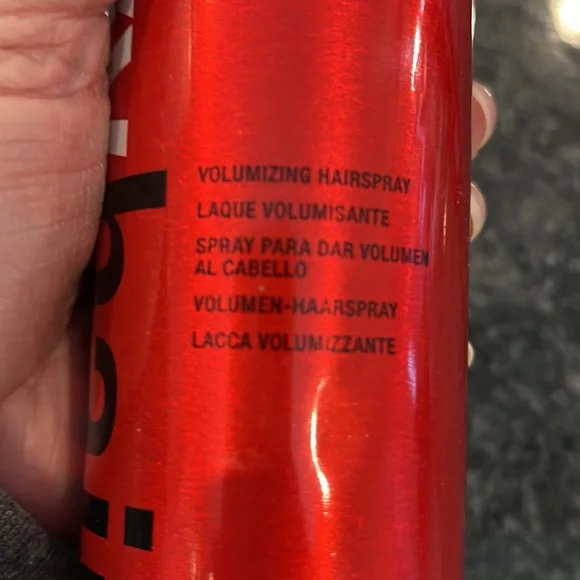 VOLUMIZING HAIRSPRAY
LAQUE VOLUMISANTE
SPRAY PARA DAR VOLUMEN
AL CABELLO
VOLUMEN-HAARSPRAY
LACCA VOLUMIZZANTE